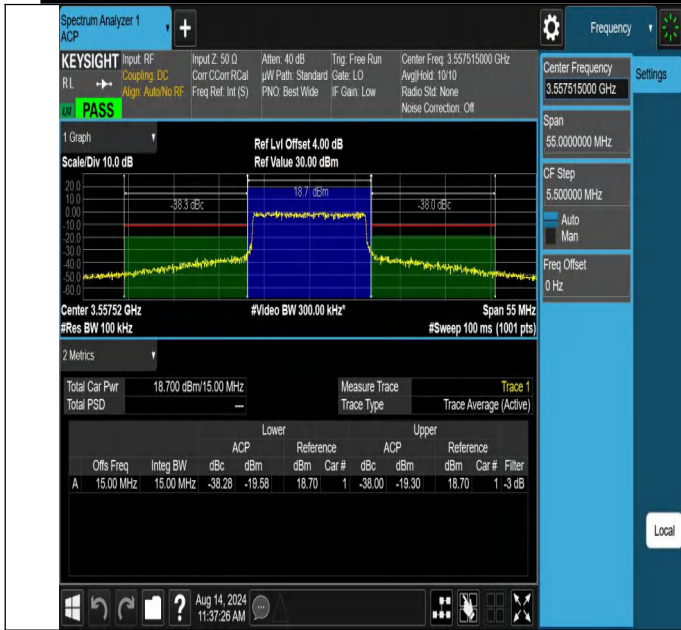 Spectrum Analyzer 1
ACP
+
Frequency
KEYSIGHT
RL
PASS
Input: RF
Coupling: DC
Align: Auto/No RF
Input Z: 50 Ω
Corr CCorr RCal
Freq Ref: Int (S)
Atten: 40 dB
µW Path: Standard
PNO: Best Wide
Trig: Free Run
Gate: LO
IF Gain: Low
Center Freq: 3.557515000 GHz
Avg|Hold: 10/10
Radio Std: None
Noise Correction: Off
Center Frequency
3.557515000 GHz
Settings
Span
55.0000000 MHz
CF Step
5.500000 MHz
Auto
Man
Freq Offset
0 Hz
1 Graph
Scale/Div 10.0 dB
Ref Lvl Offset 4.00 dB
Ref Value 30.00 dBm
20.0
10.0
0.00
-10.0
-20.0
-30.0
-40.0
-50.0
-60.0
-38.3 dBc
18.7 dBm
-38.0 dBc
Center 3.55752 GHz
#Video BW 300.00 kHz*
Span 55 MHz
#Res BW 100 kHz
#Sweep 100 ms (1001 pts)
2 Metrics
Total Car Pwr 18.700 dBm/15.00 MHz
Total PSD ---
Measure Trace Trace 1
Trace Type Trace Average (Active)
Lower Upper
ACP Reference ACP Reference
Offs Freq Integ BW dBc dBm dBm Car # dBc dBm dBm Car # Filter
A 15.00 MHz 15.00 MHz -38.28 -19.58 18.70 1 -38.00 -19.30 18.70 1 -3 dB
Local
?
Aug 14, 2024
11:37:26 AM